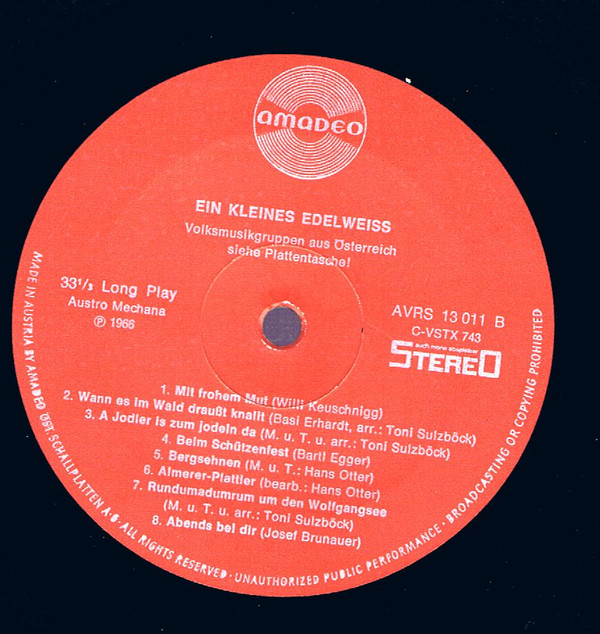 AMADEO
EIN KLEINES EDELWEISS
Volksmusikgruppen aus Österreich
siehe Plattentasche!
33⅓ Long Play
Austro Mechana
℗ 1966
AVRS 13 011 B
C-VSTX 743
auch mono abspielbar
STEREO
1. Mit frohem Mut (Willi Keuschnigg)
2. Wann es im Wald draußt knallt (Basi Erhardt, arr.: Toni Sulzböck)
3. A Jodler is zum jodeln da (M. u. T. u. arr.: Toni Sulzböck)
4. Beim Schützenfest (Bartl Egger)
5. Bergsehnen (M. u. T.: Hans Otter)
6. Almerer-Plattler (bearb.: Hans Otter)
7. Rundumadumrum um den Wolfgangsee
(M. u. T. u. arr.: Toni Sulzböck)
8. Abends bei dir (Josef Brunauer)
MADE IN AUSTRIA BY AMADEO ÖST. SCHALLPLATTEN A.G. · ALL RIGHTS RESERVED · UNAUTHORIZED PUBLIC PERFORMANCE · BROADCASTING OR COPYING PROHIBITED